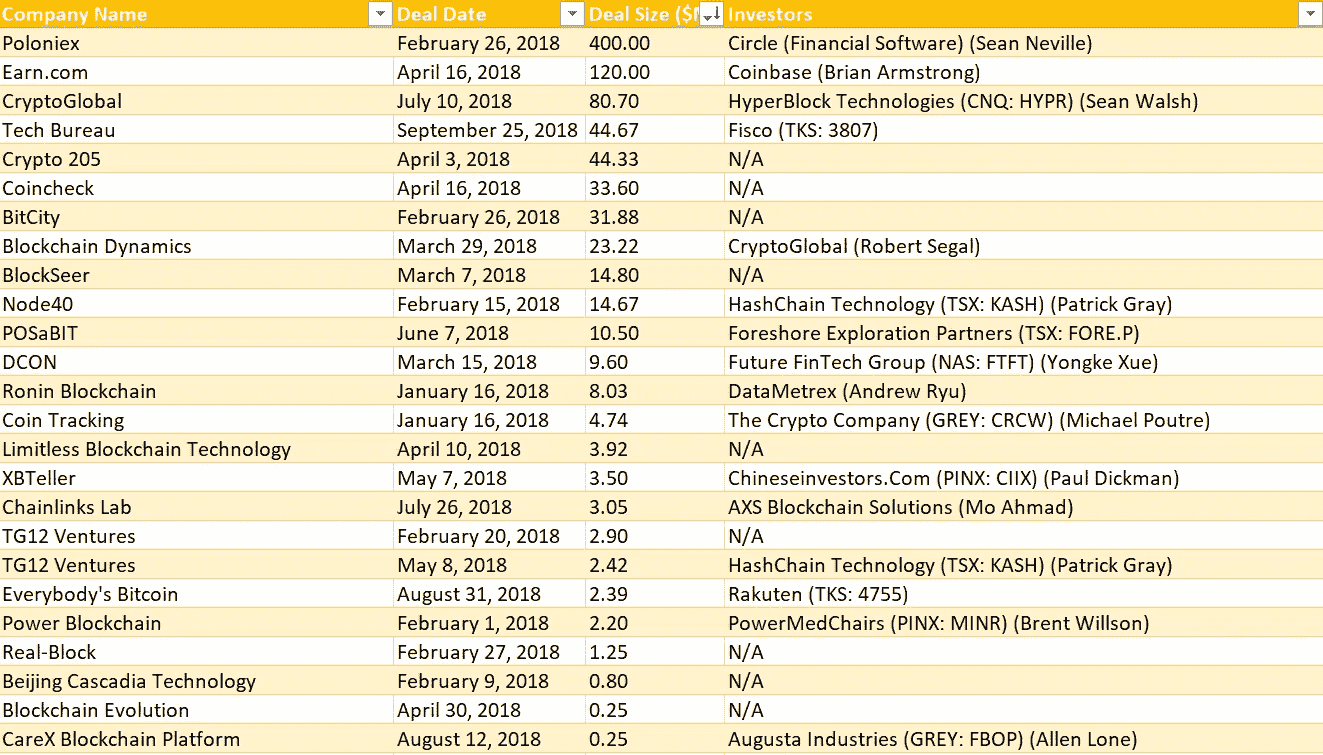 Company Name Deal Date Deal Size ($ Investors
Poloniex February 26, 2018 400.00 Circle (Financial Software) (Sean Neville)
Earn.com April 16, 2018 120.00 Coinbase (Brian Armstrong)
CryptoGlobal July 10, 2018 80.70 HyperBlock Technologies (CNQ: HYPR) (Sean Walsh)
Tech Bureau September 25, 2018 44.67 Fisco (TKS: 3807)
Crypto 205 April 3, 2018 44.33 N/A
Coincheck April 16, 2018 33.60 N/A
BitCity February 26, 2018 31.88 N/A
Blockchain Dynamics March 29, 2018 23.22 CryptoGlobal (Robert Segal)
BlockSeer March 7, 2018 14.80 N/A
Node40 February 15, 2018 14.67 HashChain Technology (TSX: KASH) (Patrick Gray)
POSaBIT June 7, 2018 10.50 Foreshore Exploration Partners (TSX: FORE.P)
DCON March 15, 2018 9.60 Future FinTech Group (NAS: FTFT) (Yongke Xue)
Ronin Blockchain January 16, 2018 8.03 DataMetrex (Andrew Ryu)
Coin Tracking January 16, 2018 4.74 The Crypto Company (GREY: CRCW) (Michael Poutre)
Limitless Blockchain Technology April 10, 2018 3.92 N/A
XBTeller May 7, 2018 3.50 Chineseinvestors.Com (PINX: CIIX) (Paul Dickman)
Chainlinks Lab July 26, 2018 3.05 AXS Blockchain Solutions (Mo Ahmad)
TG12 Ventures February 20, 2018 2.90 N/A
TG12 Ventures May 8, 2018 2.42 HashChain Technology (TSX: KASH) (Patrick Gray)
Everybody's Bitcoin August 31, 2018 2.39 Rakuten (TKS: 4755)
Power Blockchain February 1, 2018 2.20 PowerMedChairs (PINX: MINR) (Brent Willson)
Real-Block February 27, 2018 1.25 N/A
Beijing Cascadia Technology February 9, 2018 0.80 N/A
Blockchain Evolution April 30, 2018 0.25 N/A
CareX Blockchain Platform August 12, 2018 0.25 Augusta Industries (GREY: FBOP) (Allen Lone)